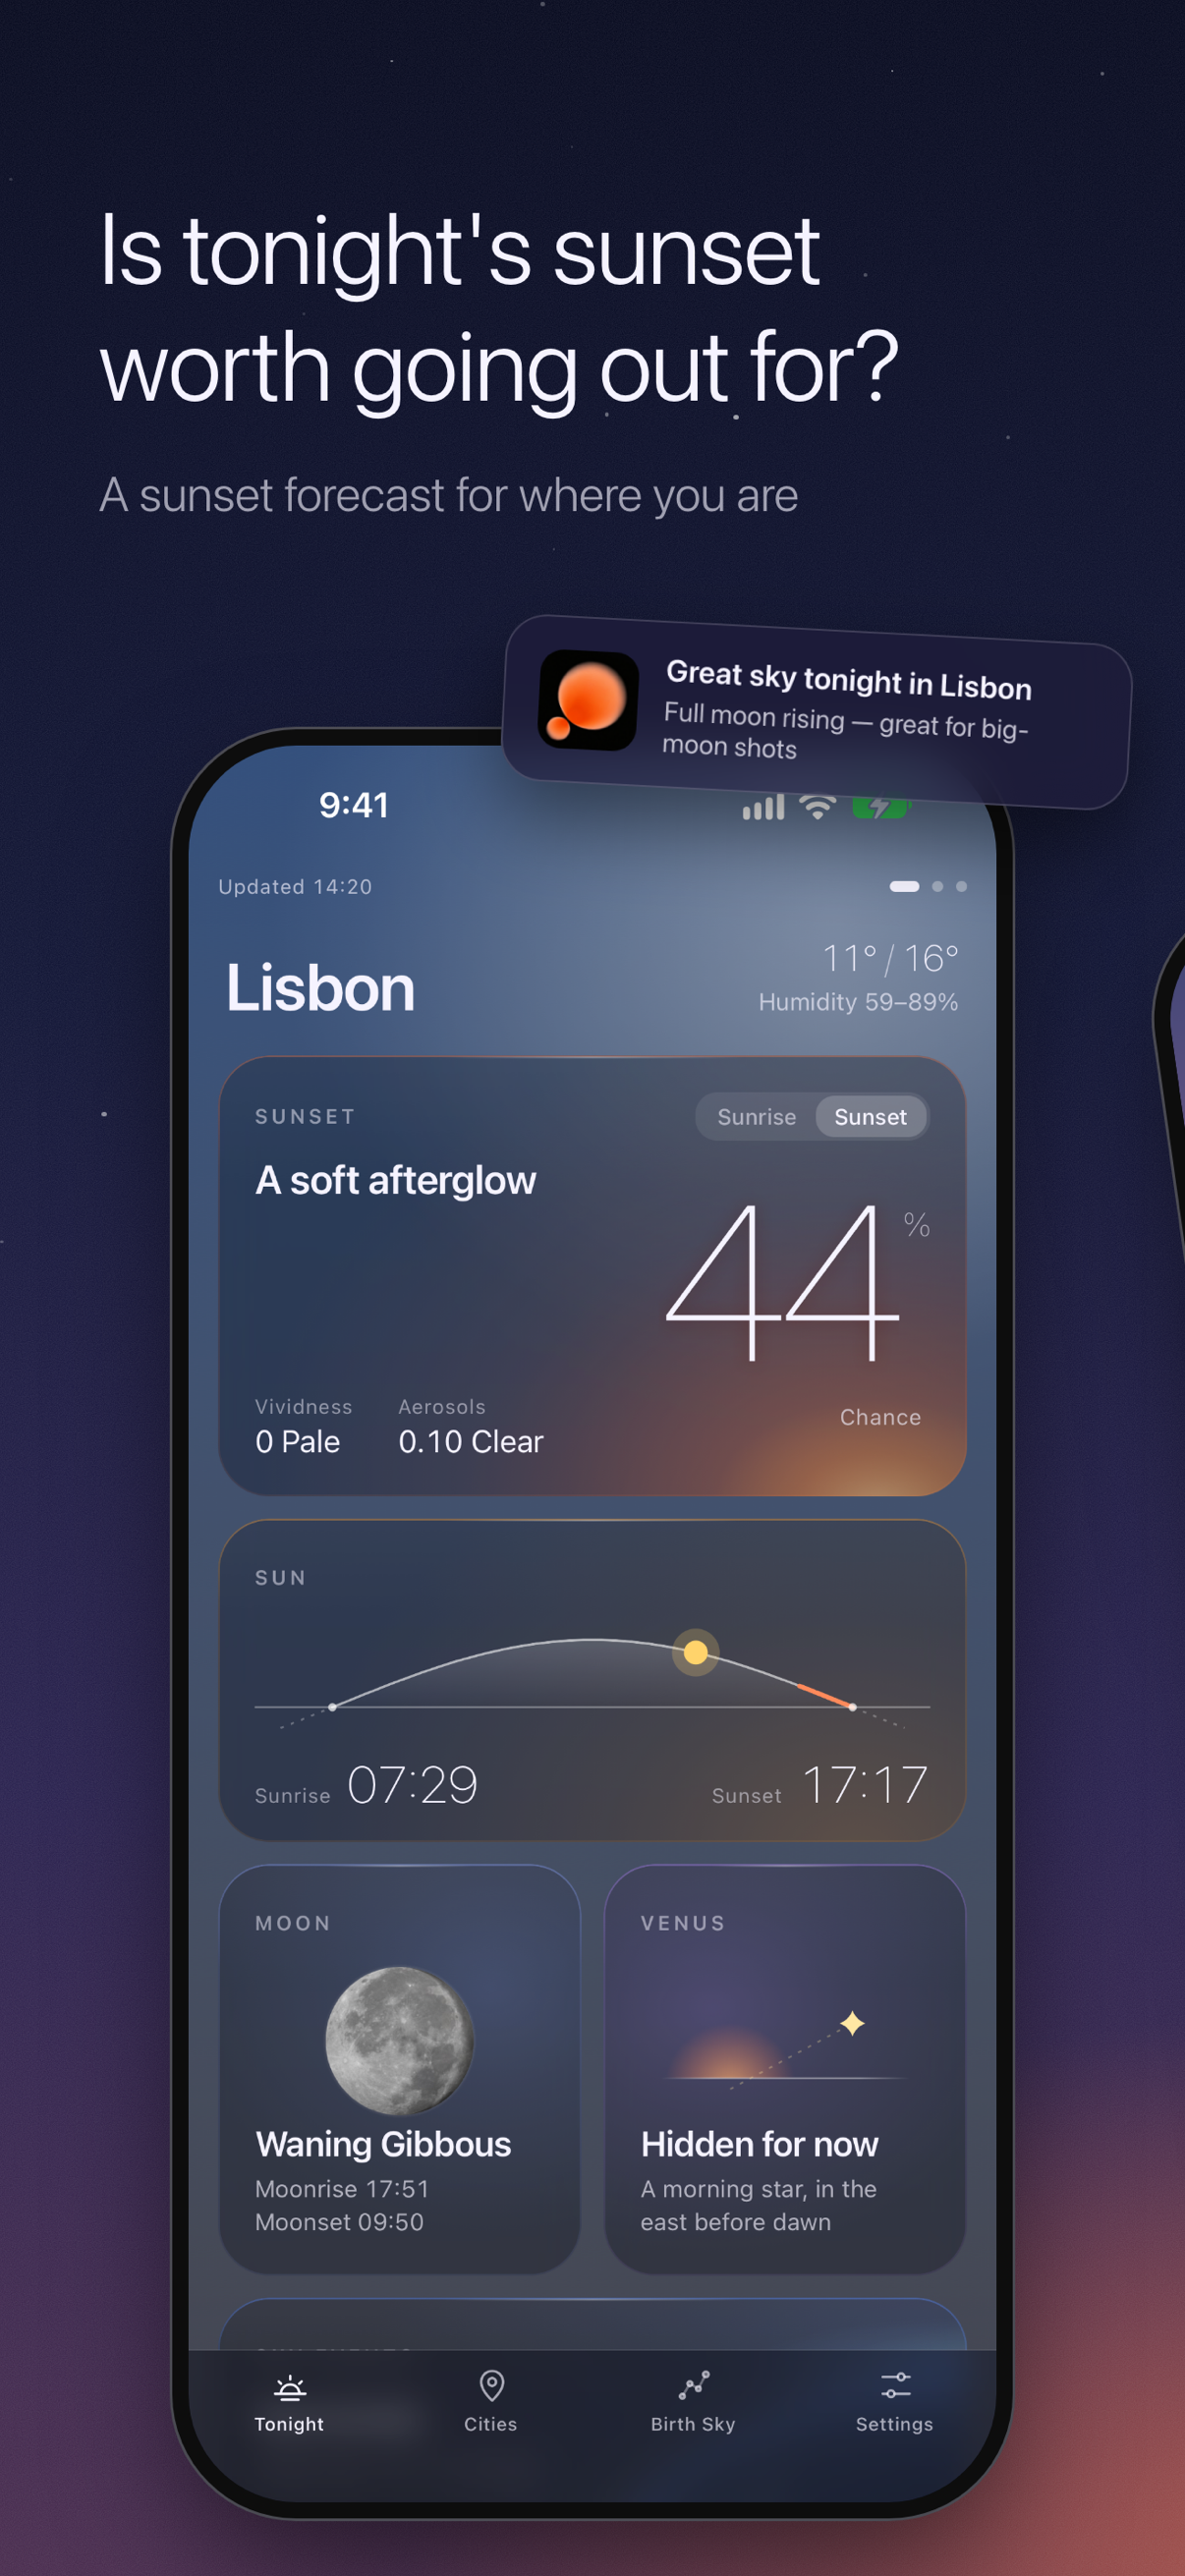 Is tonight's sunset
worth going out for?
A sunset forecast for where you are
Great sky tonight in Lisbon
Full moon rising — great for big-
moon shots
9:41
Updated 14:20
11° / 16°
Lisbon
Humidity 59–89%
SUNSET
Sunrise
Sunset
A soft afterglow
44%
Vividness
Aerosols
Chance
0 Pale
0.10 Clear
SUN
Sunrise 07:29
Sunset 17:17
MOON
Waning Gibbous
Moonrise 17:51
Moonset 09:50
VENUS
Hidden for now
A morning star, in the
east before dawn
Tonight
Cities
Birth Sky
Settings